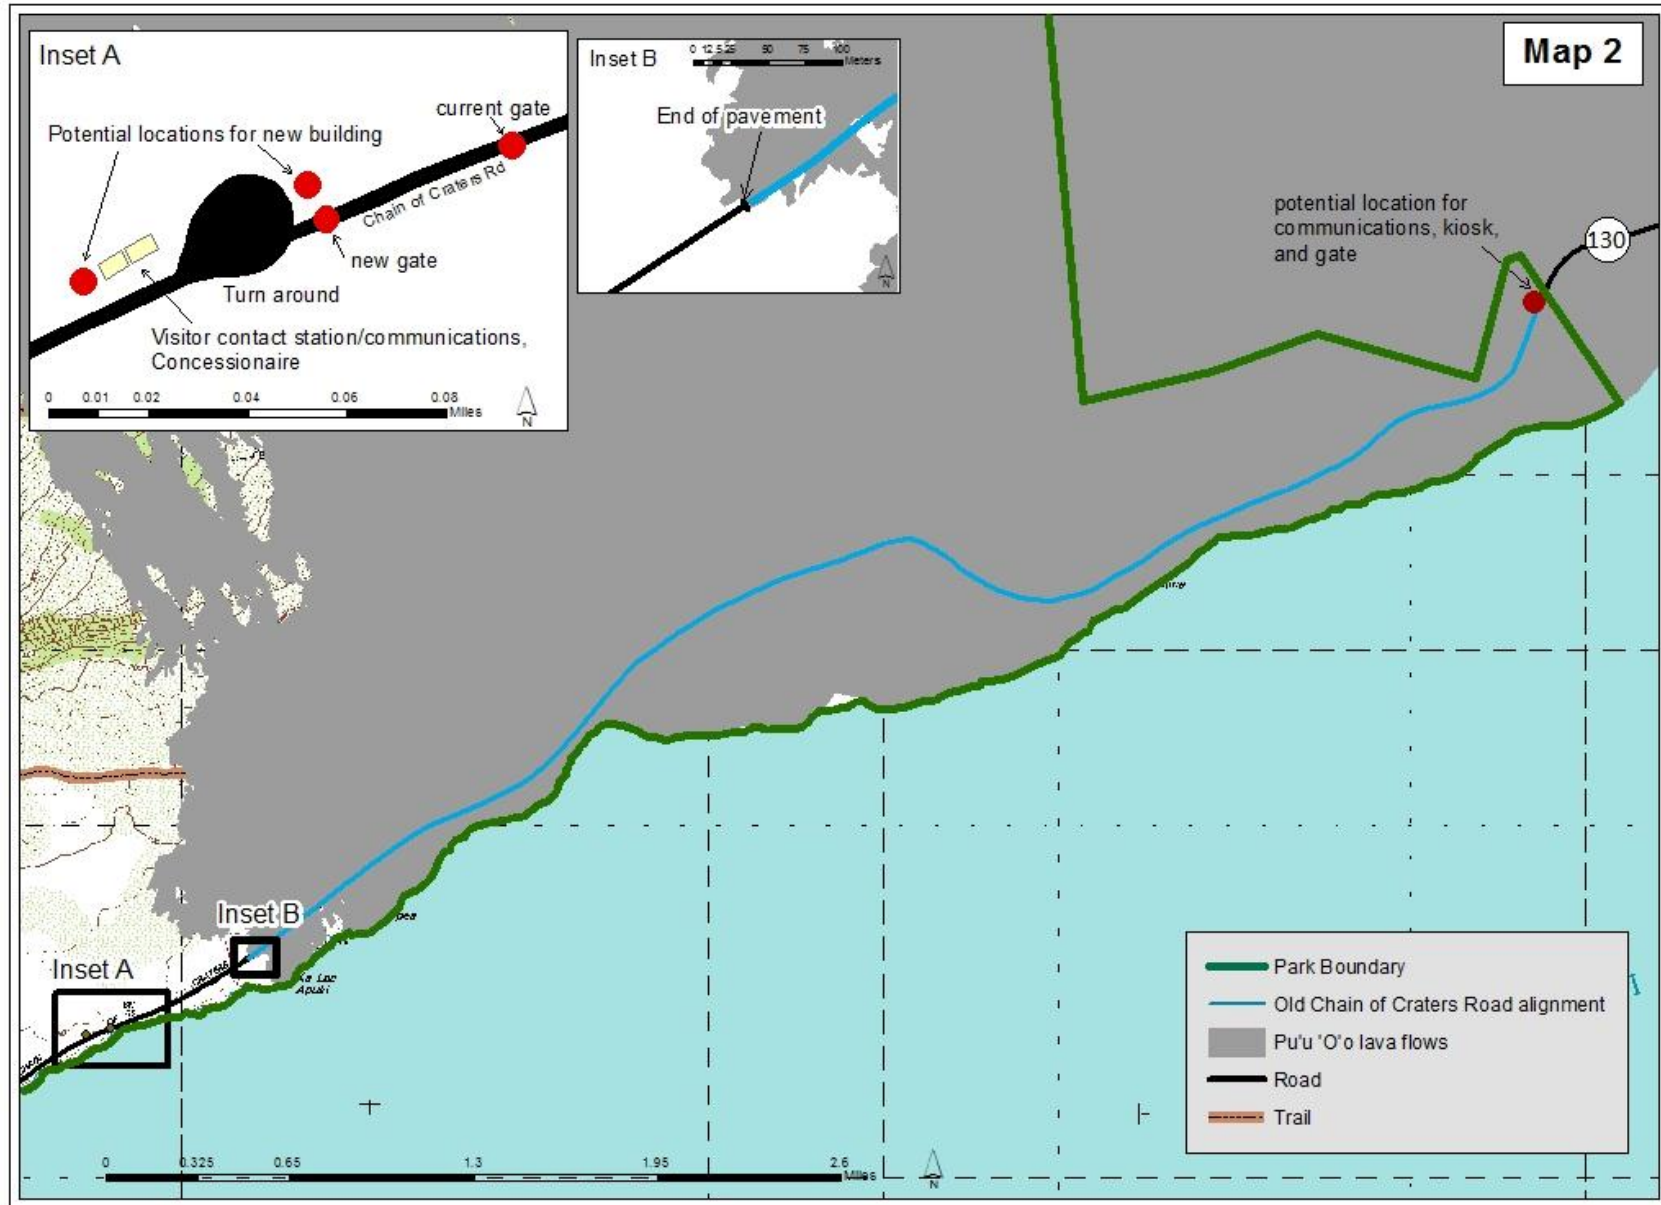 Map 2
Inset A
current gate
Potential locations for new building
Chain of Craters Rd
new gate
Turn around
Visitor contact station/communications,
Concessionaire
0 0.01 0.02 0.04 0.06 0.08
Miles
N
Inset B
0 12.5 25 50 75 100
Meters
End of pavement
N
potential location for
communications, kiosk,
and gate
130
Inset B
Inset A
Apuki
Park Boundary
Old Chain of Craters Road alignment
Pu'u 'O'o lava flows
Road
Trail
0 0.325 0.65 1.3 1.95 2.6
Miles
N